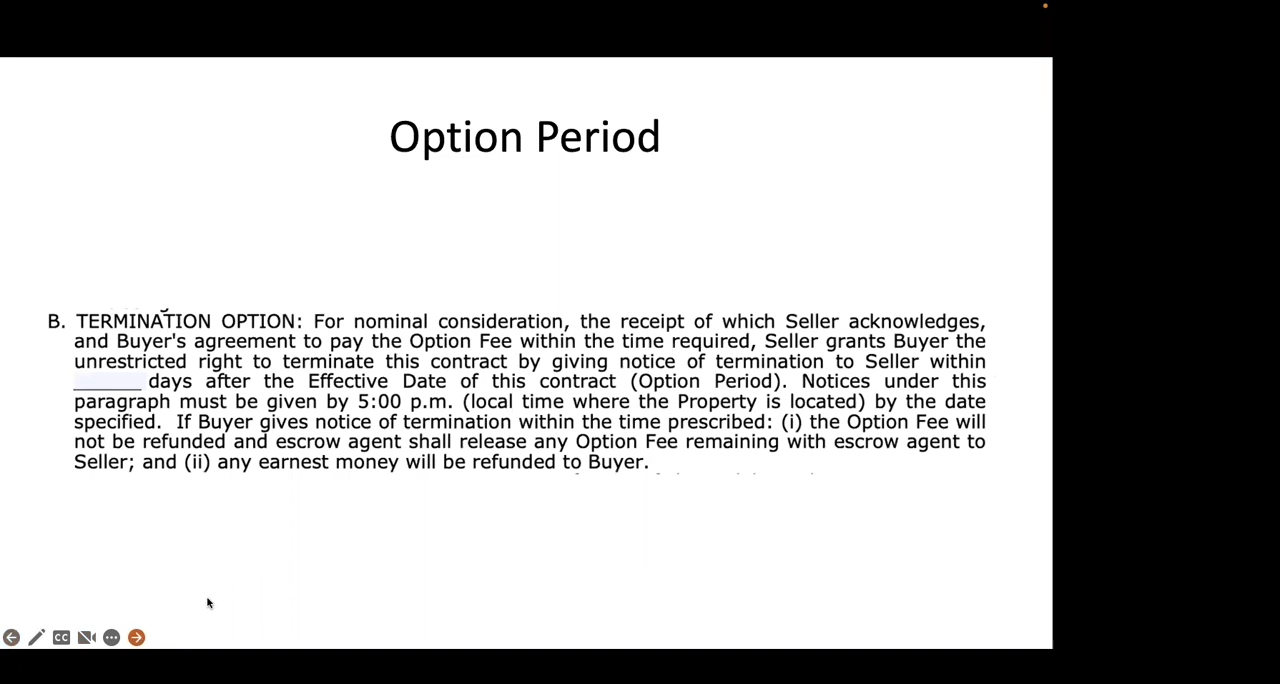 Option Period
B. TERMINATION OPTION: For nominal consideration, the receipt of which Seller acknowledges,
and Buyer's agreement to pay the Option Fee within the time required, Seller grants Buyer the
unrestricted right to terminate this contract by giving notice of termination to Seller within
______ days after the Effective Date of this contract (Option Period). Notices under this
paragraph must be given by 5:00 p.m. (local time where the Property is located) by the date
specified. If Buyer gives notice of termination within the time prescribed: (i) the Option Fee will
not be refunded and escrow agent shall release any Option Fee remaining with escrow agent to
Seller; and (ii) any earnest money will be refunded to Buyer.
CC